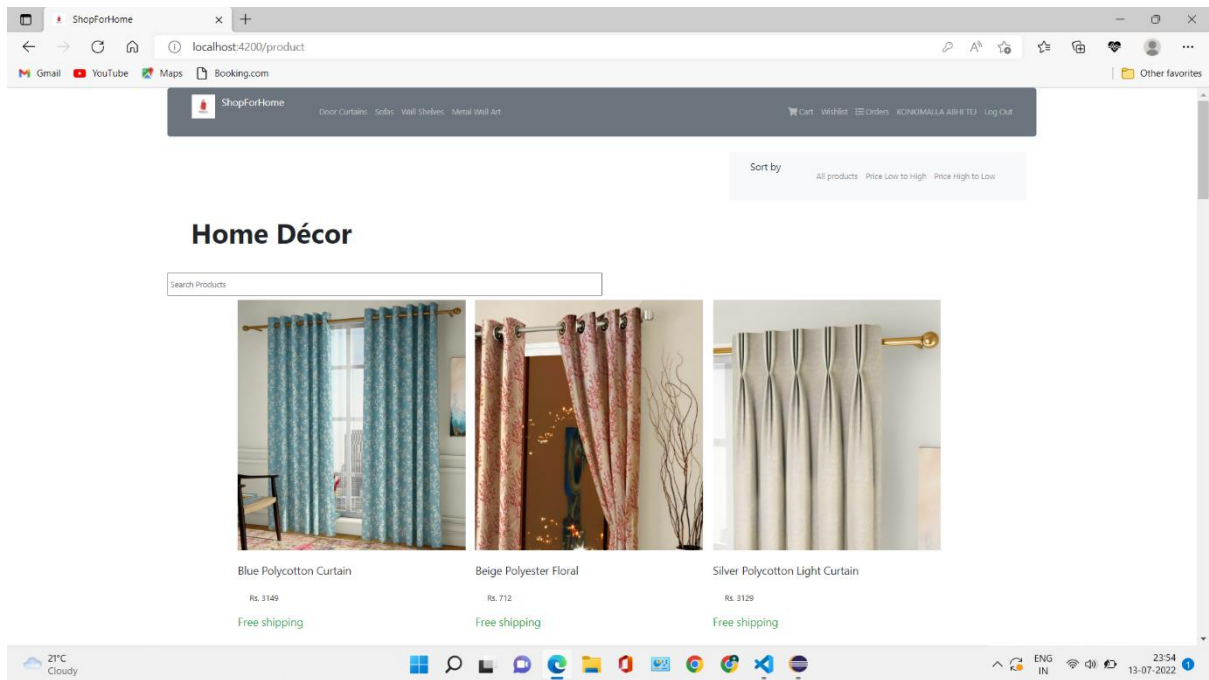 ShopForHome
localhost:4200/product
Gmail YouTube Maps Booking.com Other favorites
ShopForHome
Door Curtains Sofas Wall Shelves Metal Wall Art Cart Wishlist Orders KONIOMALLA ABHI TEJ Log Out
Sort by All products Price Low to High Price High to Low
Home Décor
Search Products
Blue Polycotton Curtain Beige Polyester Floral Silver Polycotton Light Curtain
Rs. 3149 Rs. 712 Rs. 3129
Free shipping Free shipping Free shipping
21°C ENG 23:54
Cloudy IN 13-07-2022 1